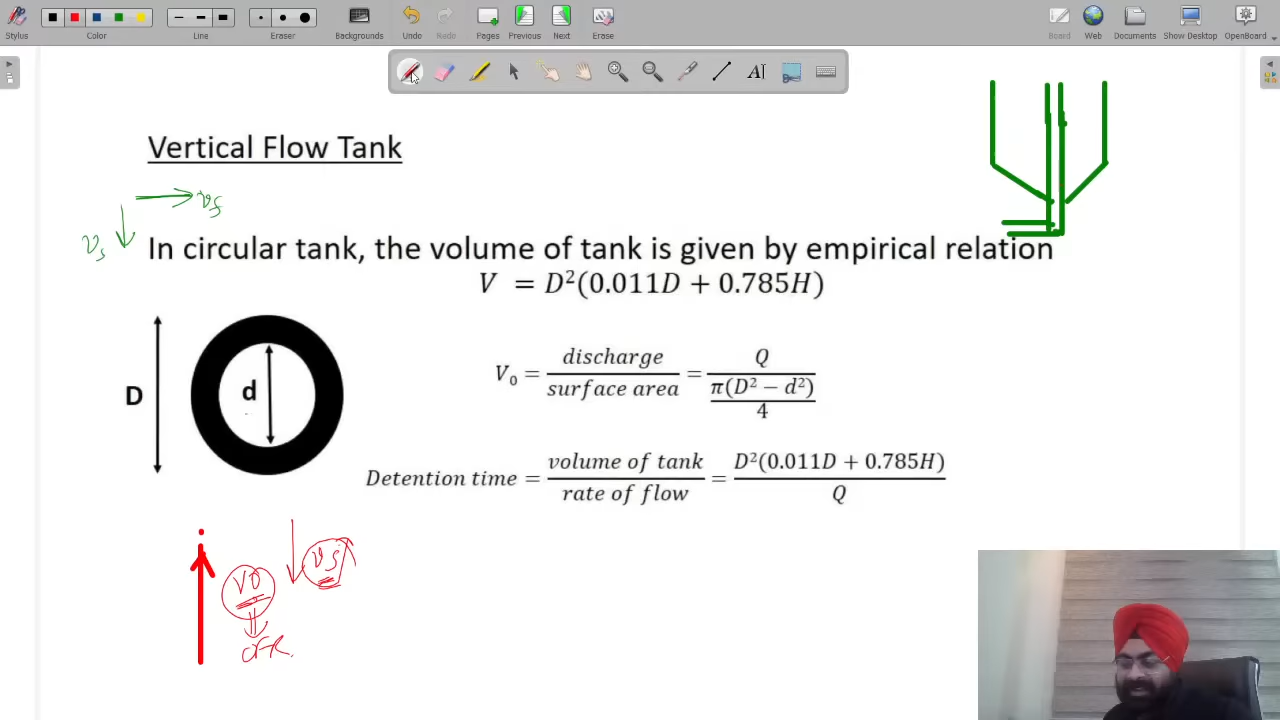 Stylus
Color
Line
Eraser
Backgrounds
Undo
Redo
Pages
Previous
Next
Erase
Board
Web
Documents
Show Desktop
OpenBoard
Vertical Flow Tank
vf
vs
In circular tank, the volume of tank is given by empirical relation
V = D²(0.011D + 0.785H)
D
d
V₀ = discharge / surface area = Q / (π(D² − d²) / 4)
Detention time = volume of tank / rate of flow = D²(0.011D + 0.785H) / Q
vs
v0
OFR